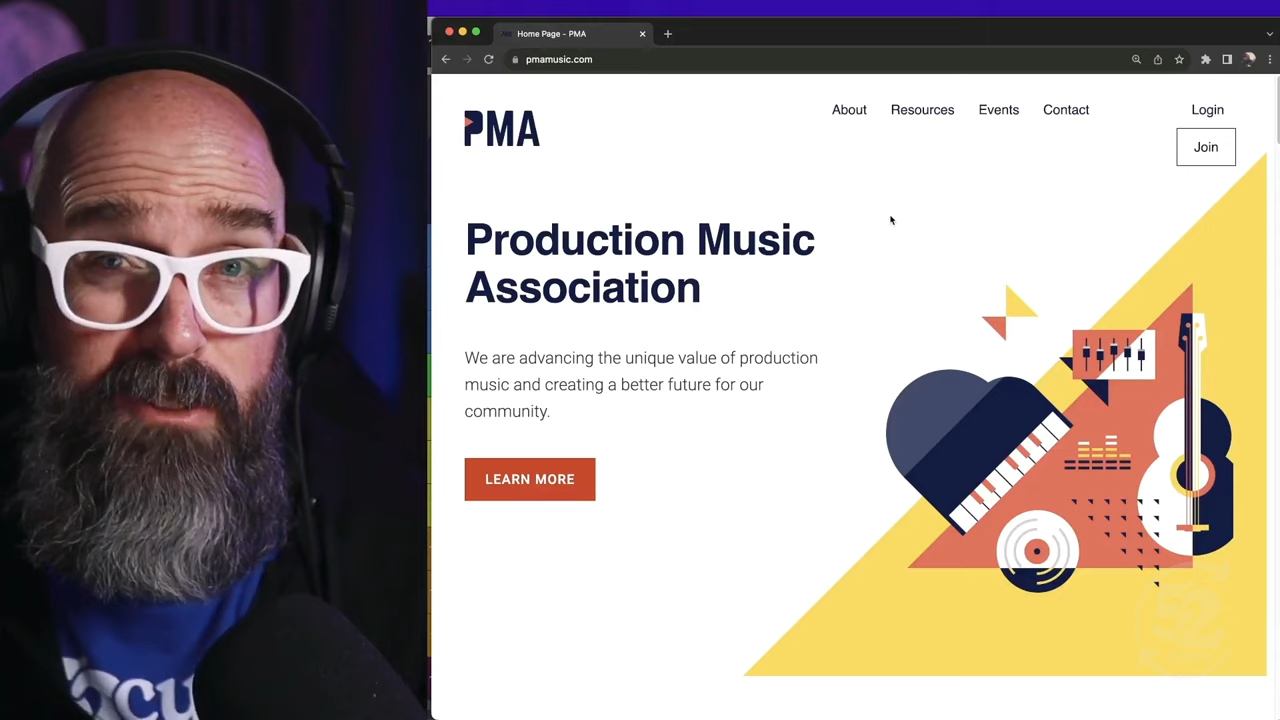 Home Page - PMA
pmamusic.com
PMA
About Resources Events Contact Login
Join
Production Music
Association
We are advancing the unique value of production
music and creating a better future for our
community.
LEARN MORE
52